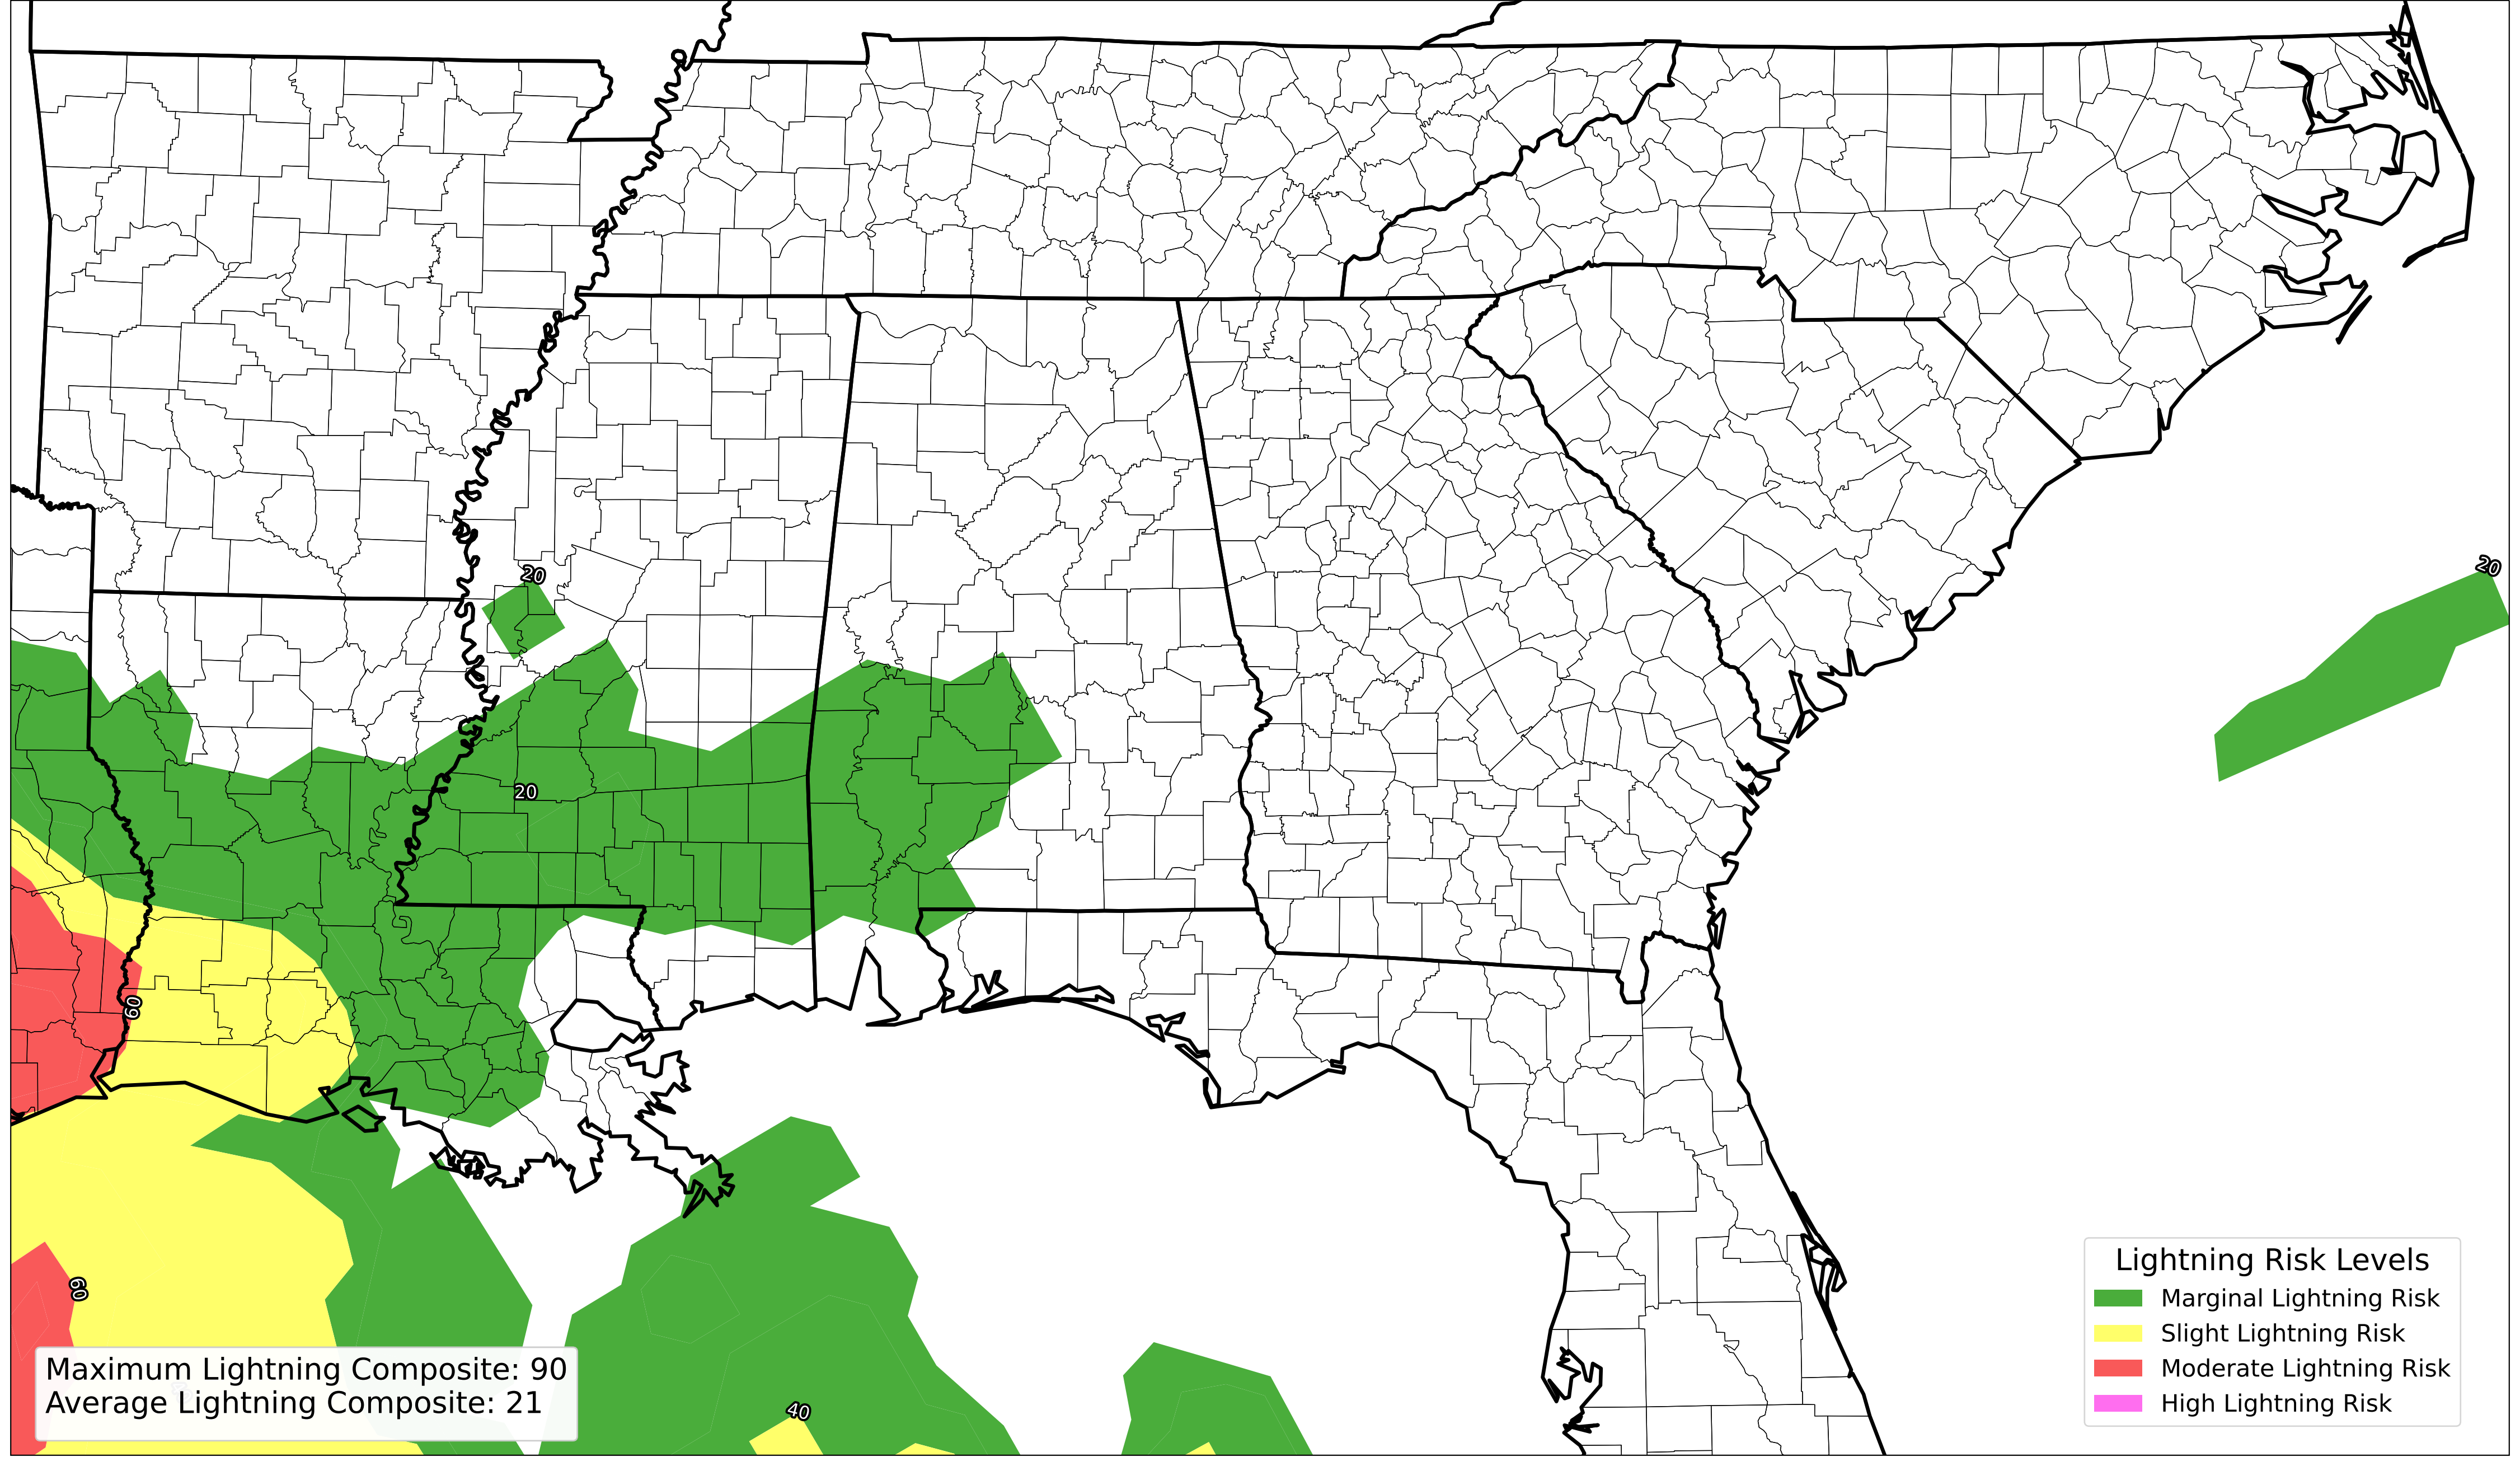 20
20
20
60
60
40
Maximum Lightning Composite: 90
Average Lightning Composite: 21
Lightning Risk Levels
Marginal Lightning Risk
Slight Lightning Risk
Moderate Lightning Risk
High Lightning Risk